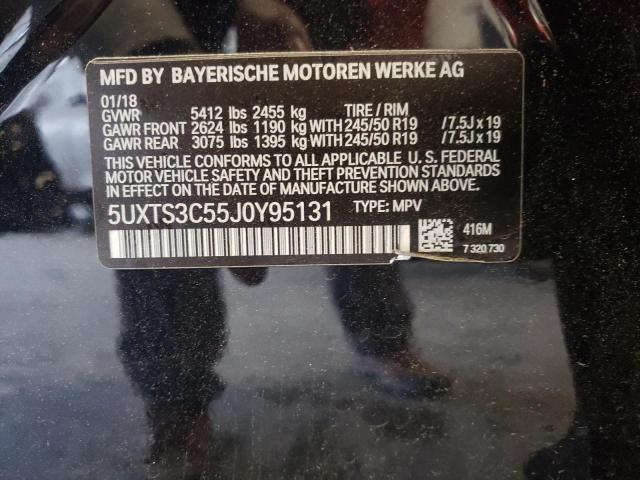 MFD BY BAYERISCHE MOTOREN WERKE AG
01/18
GVWR 5412 lbs 2455 kg TIRE / RIM
GAWR FRONT 2624 lbs 1190 kg WITH 245/50 R19 / 7.5J x 19
GAWR REAR 3075 lbs 1395 kg WITH 245/50 R19 / 7.5J x 19
THIS VEHICLE CONFORMS TO ALL APPLICABLE U. S. FEDERAL
MOTOR VEHICLE SAFETY AND THEFT PREVENTION STANDARDS
IN EFFECT ON THE DATE OF MANUFACTURE SHOWN ABOVE.
5UXTS3C55J0Y95131 TYPE: MPV
416M
7 320 730